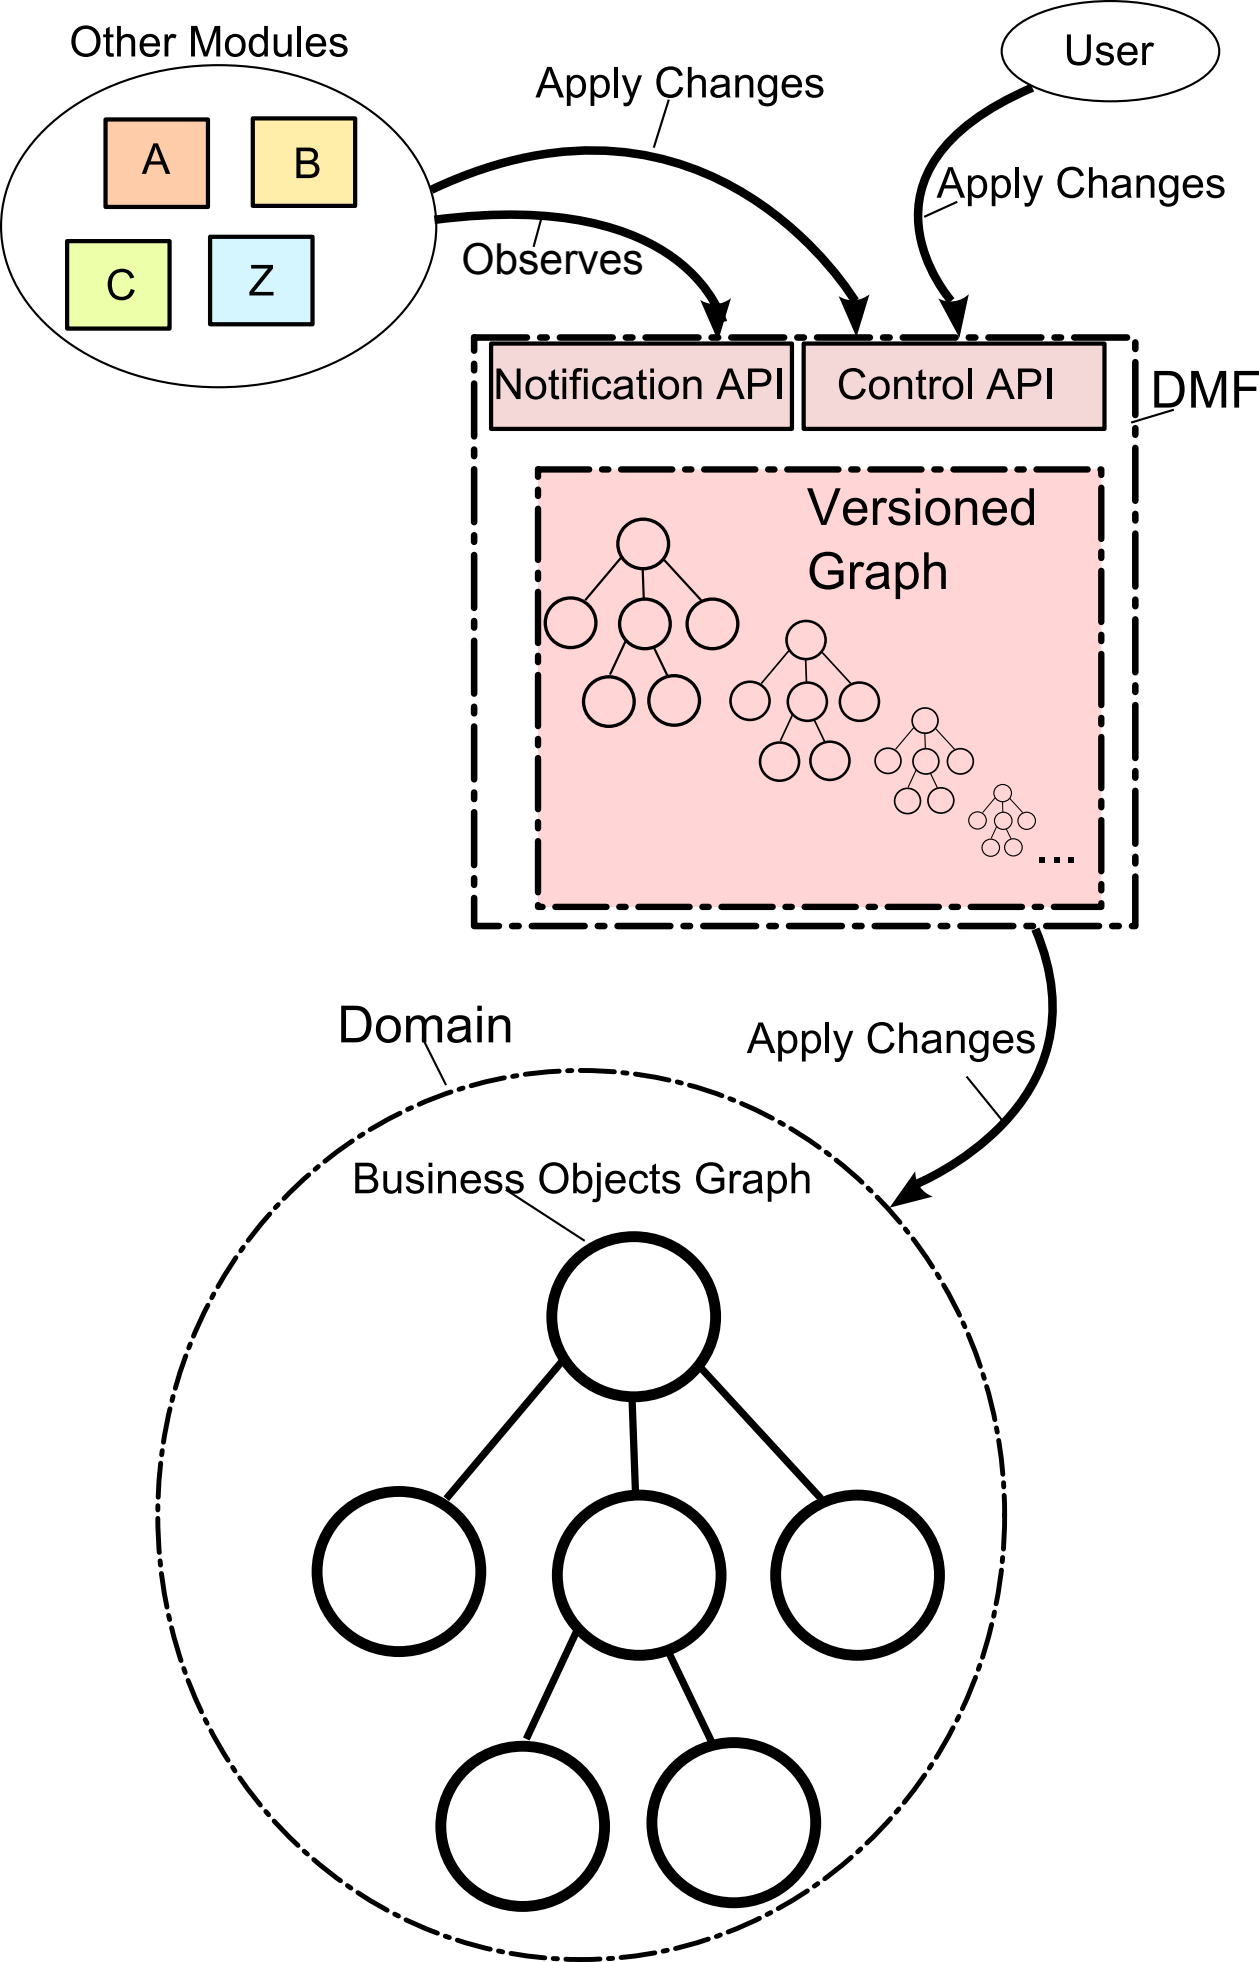 Other Modules
User
Apply Changes
A
B
Apply Changes
Observes
C
Z
Notification API
Control API
DMF
Versioned
Graph
...
Domain
Apply Changes
Business Objects Graph